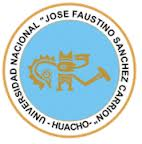 UNIVERSIDAD NACIONAL "JOSE FAUSTINO SANCHEZ CARRION"
- HUACHO -